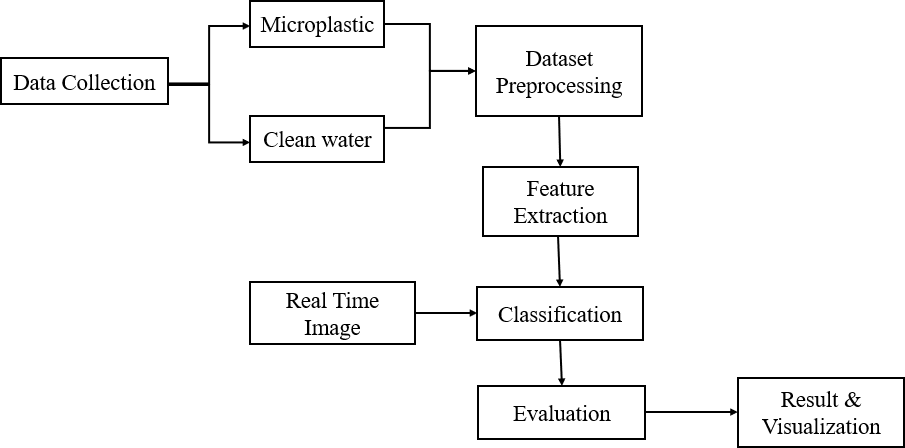 Microplastic
Data Collection
Clean water
Dataset
Preprocessing
Feature
Extraction
Real Time
Image
Classification
Evaluation
Result &
Visualization